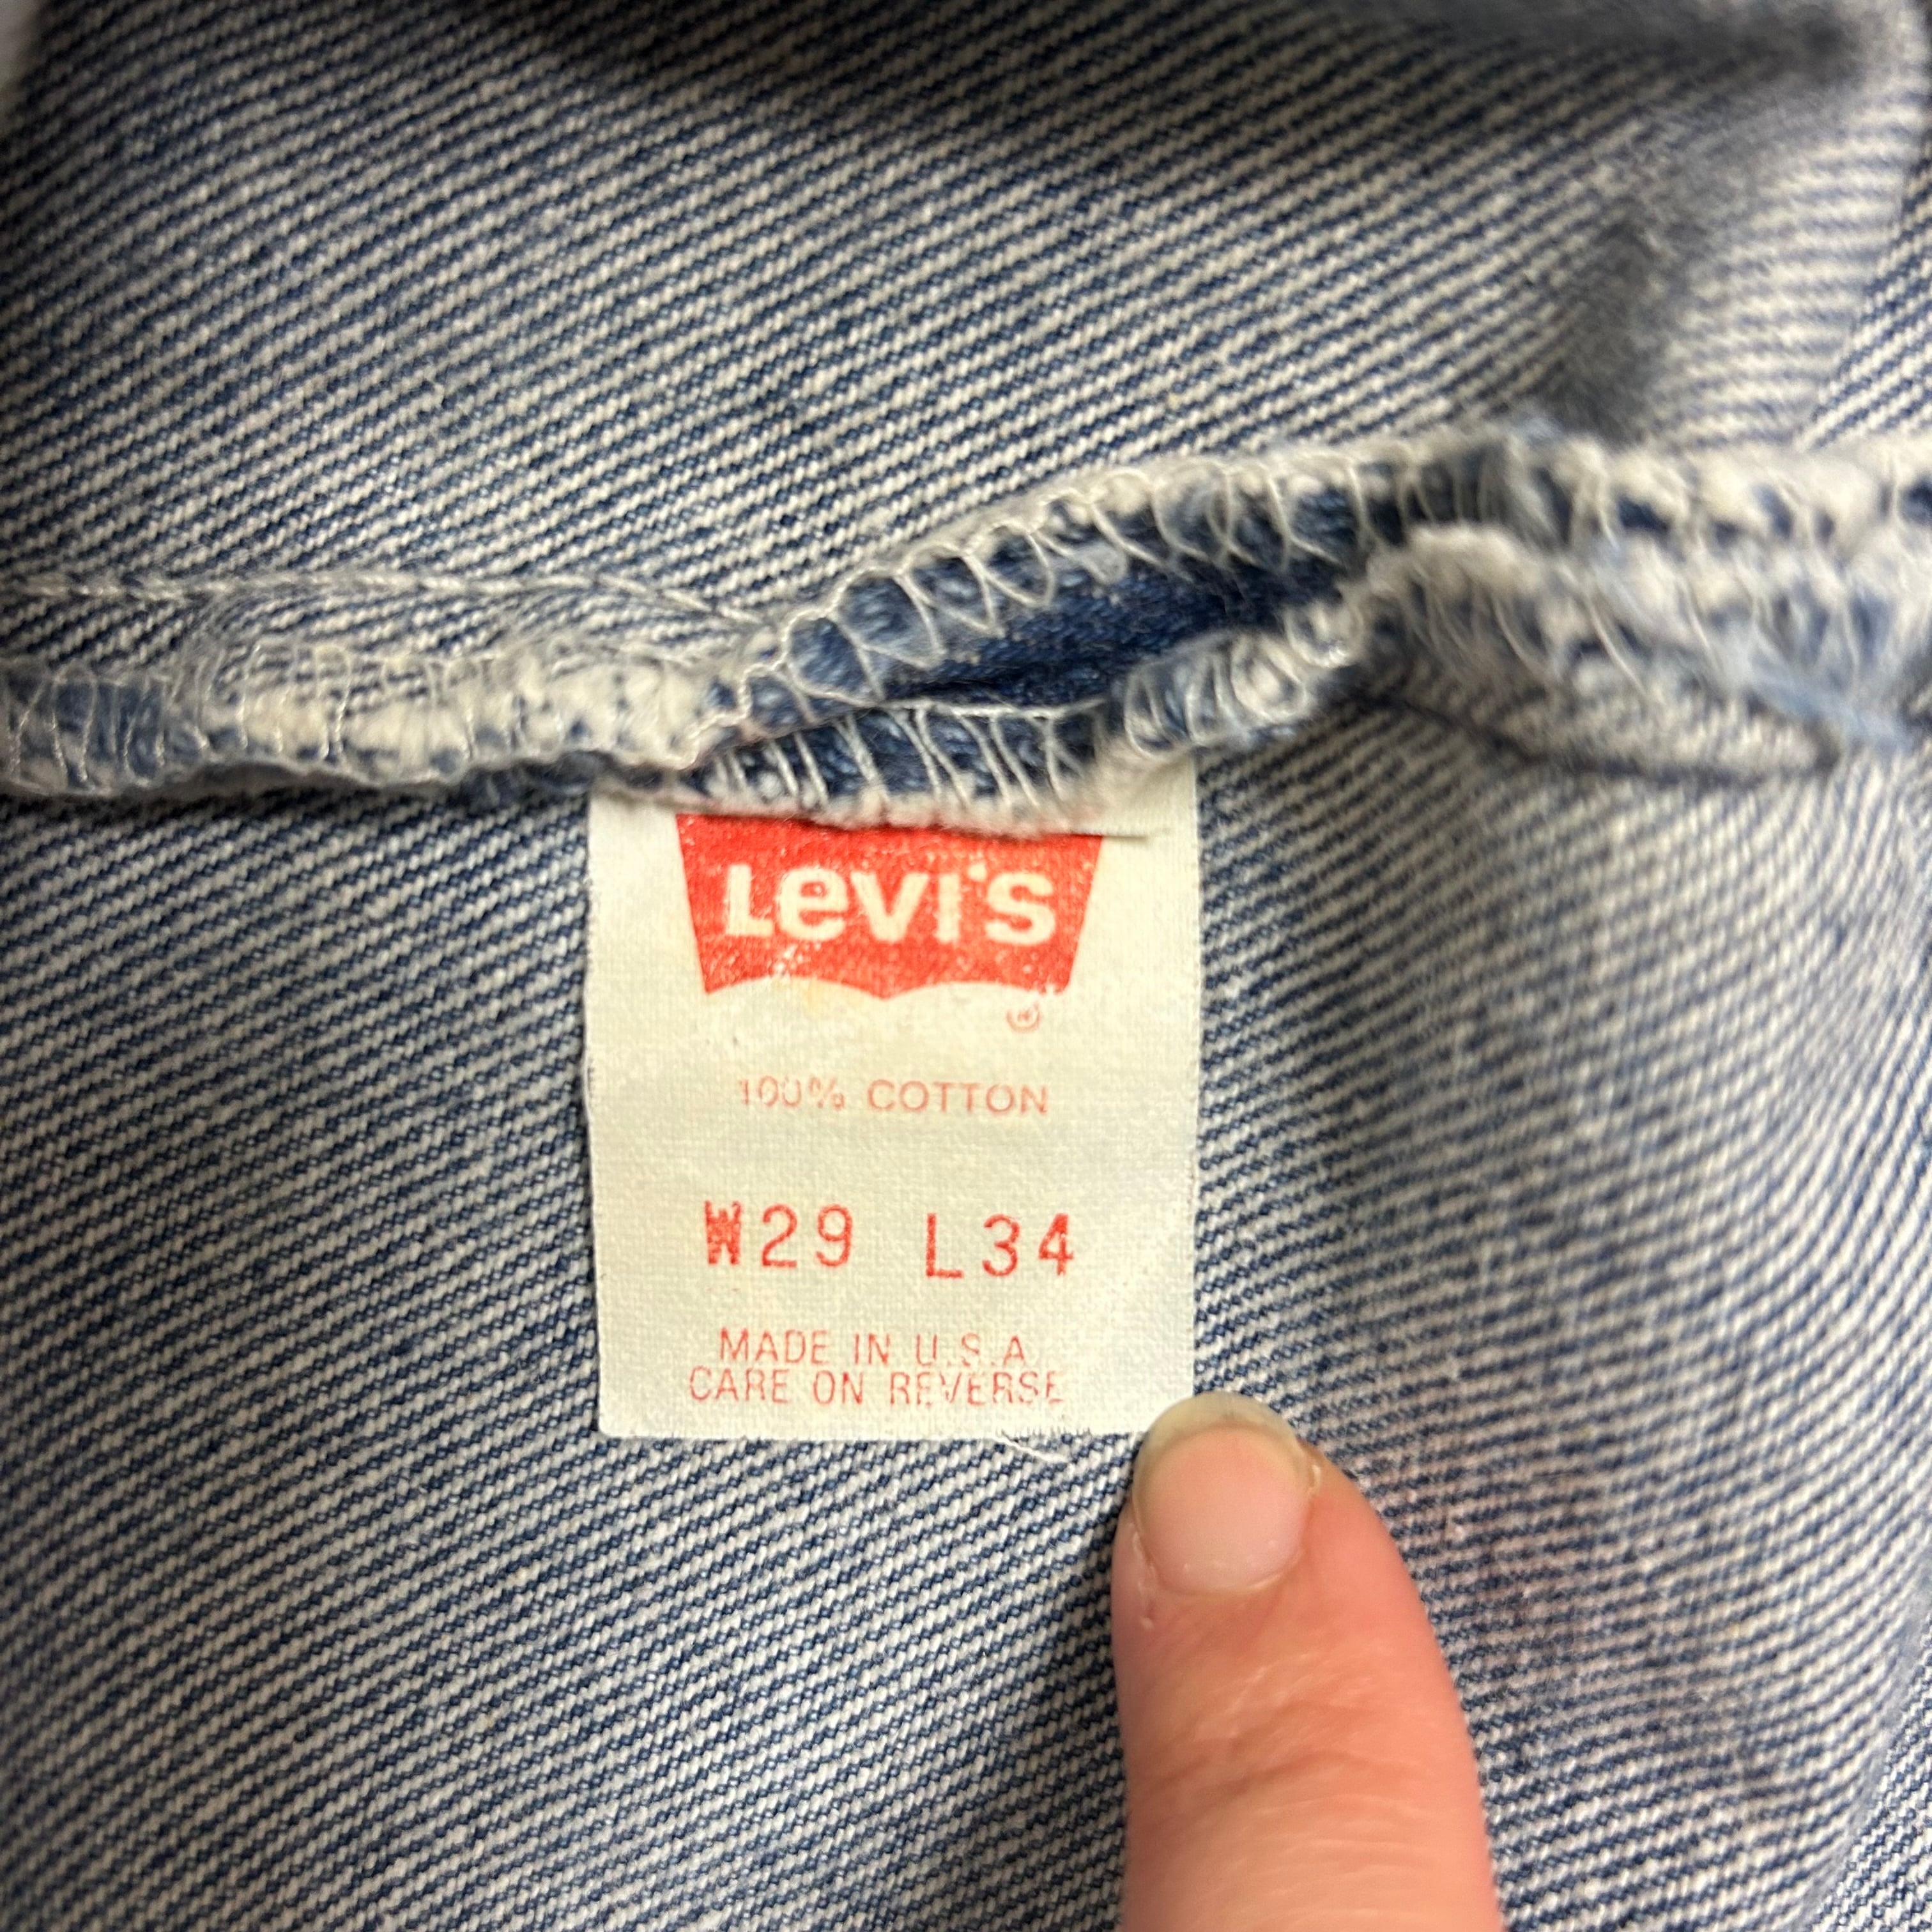 Levi's
®
100% COTTON
W29 L34
MADE IN U.S.A
CARE ON REVERSE